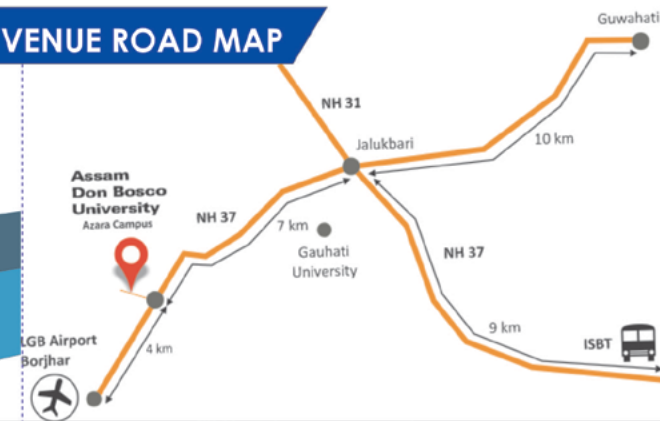 VENUE ROAD MAP
Guwahati
NH 31
Jalukbari
10 km
Assam
Don Bosco
University
Azara Campus
NH 37
7 km
Gauhati
University
NH 37
9 km
ISBT
LGB Airport
Borjhar
4 km